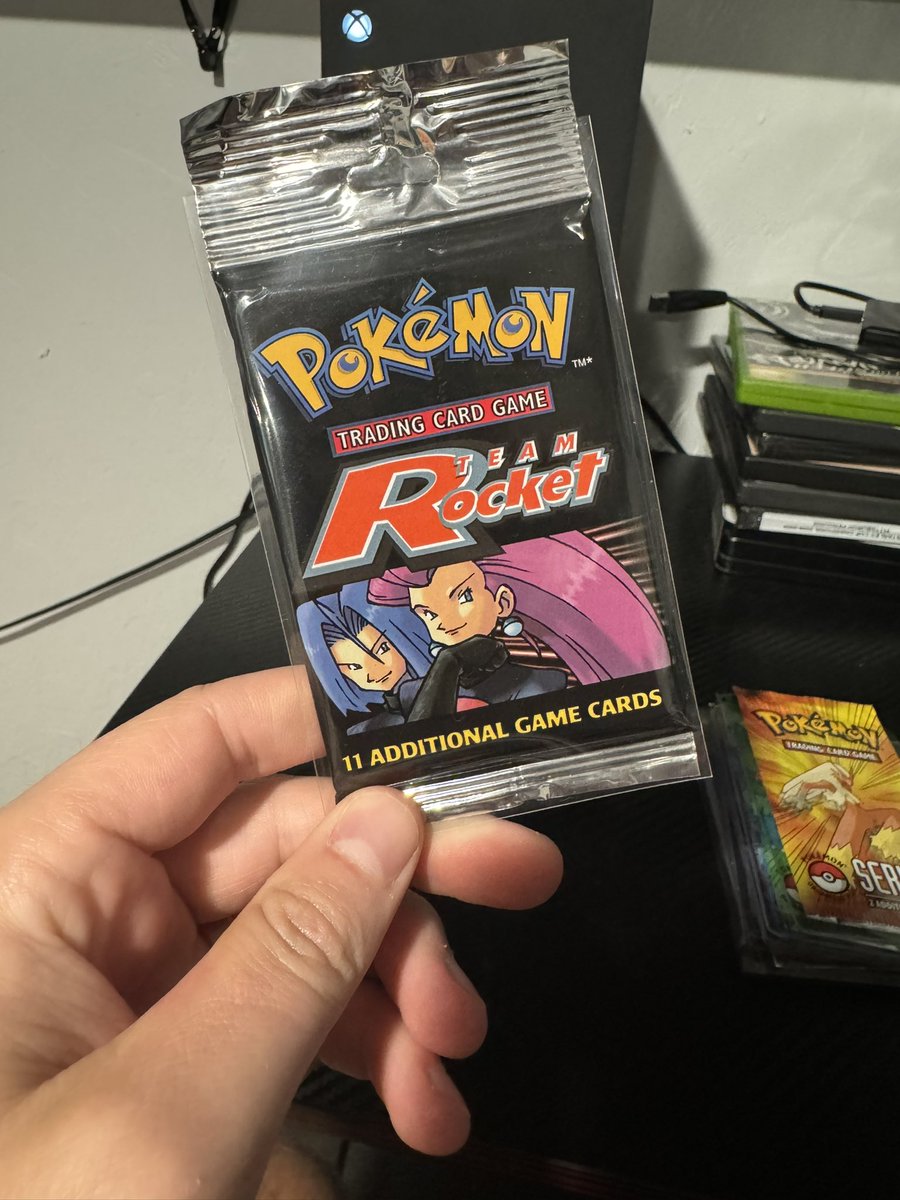 POKéMON
TM*
TRADING CARD GAME
TEAM
Rocket
11 ADDITIONAL GAME CARDS
POKéMON
TRADING CARD GAME